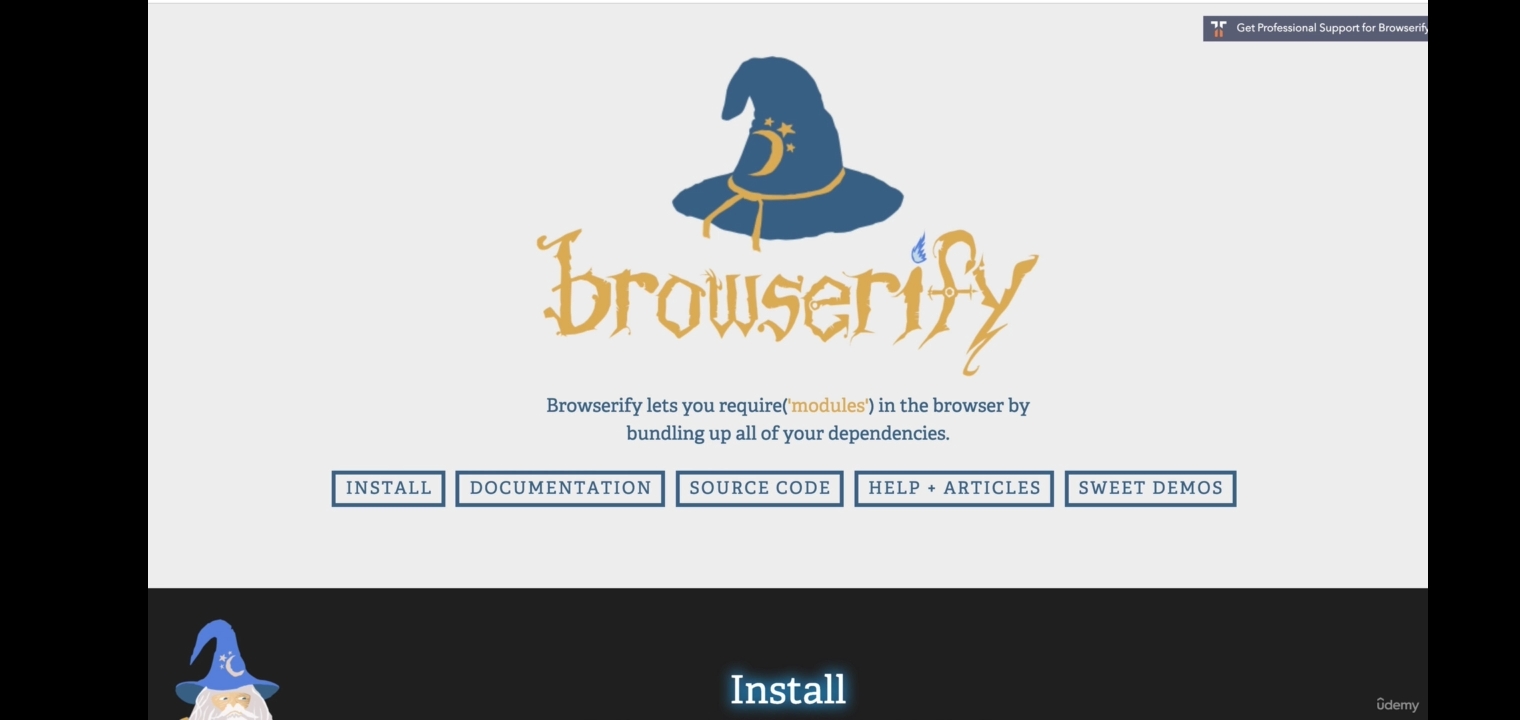 Get Professional Support for Browserify
browserify
Browserify lets you require('modules') in the browser by
bundling up all of your dependencies.
INSTALL
DOCUMENTATION
SOURCE CODE
HELP + ARTICLES
SWEET DEMOS
Install
ûdemy